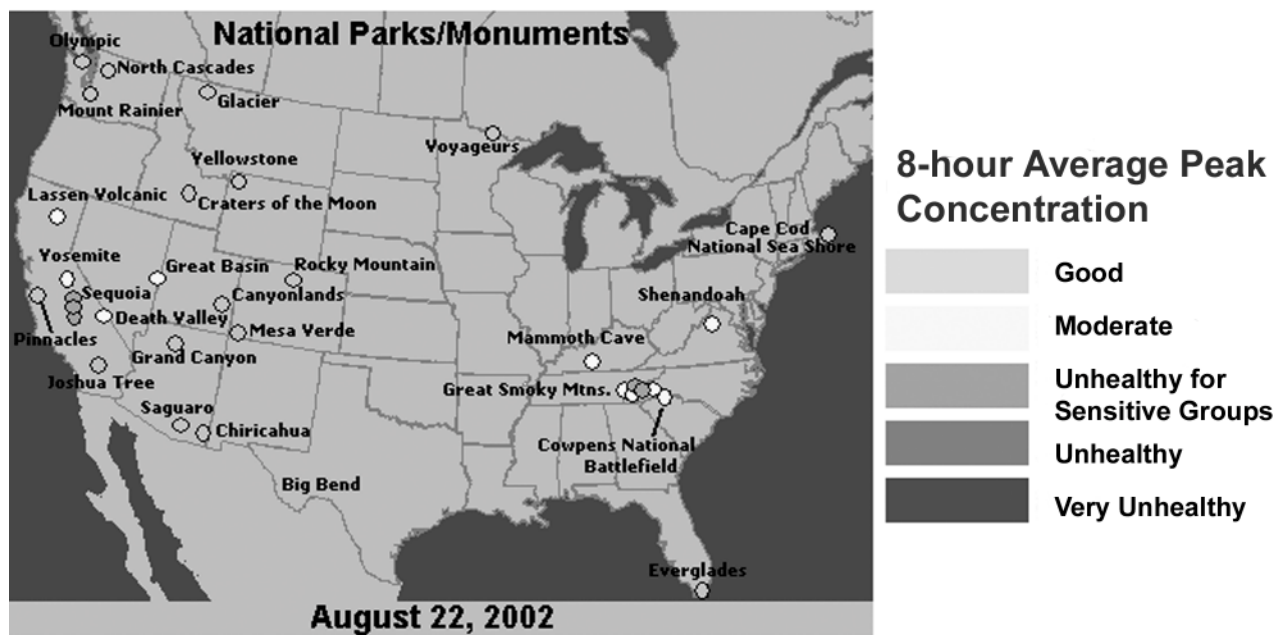 National Parks/Monuments
Olympic
North Cascades
Mount Rainier
Glacier
Voyageurs
Yellowstone
Lassen Volcanic
Craters of the Moon
Cape Cod
National Sea Shore
Yosemite
Great Basin
Rocky Mountain
Sequoia
Canyonlands
Shenandoah
Death Valley
Pinnacles
Mesa Verde
Mammoth Cave
Grand Canyon
Joshua Tree
Great Smoky Mtns.
Saguaro
Chiricahua
Cowpens National
Battlefield
Big Bend
Everglades
August 22, 2002
8-hour Average Peak
Concentration
Good
Moderate
Unhealthy for
Sensitive Groups
Unhealthy
Very Unhealthy